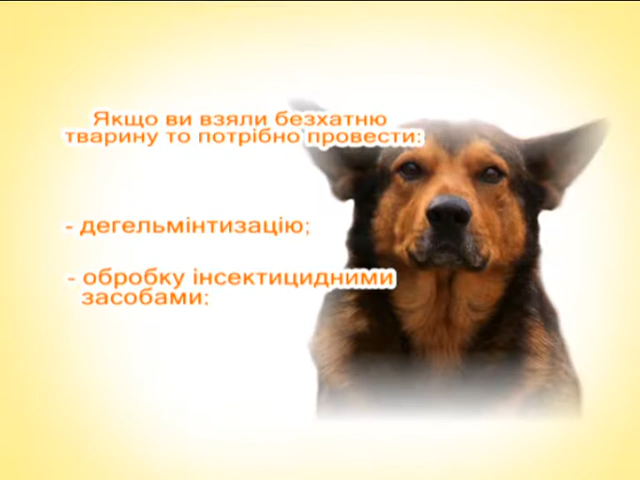 Якщо ви взяли безхатню
тварину то потрібно провести:
- дегельмінтизацію;
- обробку інсектицидними
засобами;